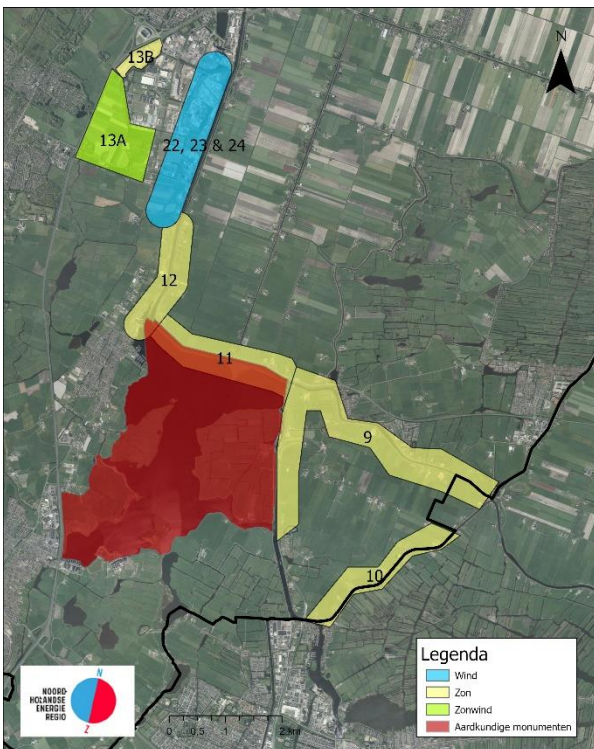 13B
N
13A
22, 23 & 24
12
11
9
10
Legenda
Wind
Zon
Zonwind
Aardkundige monumenten
N
NOORD-
HOLLANDSE
ENERGIE
REGIO
Z
0 0,5 1 2 km